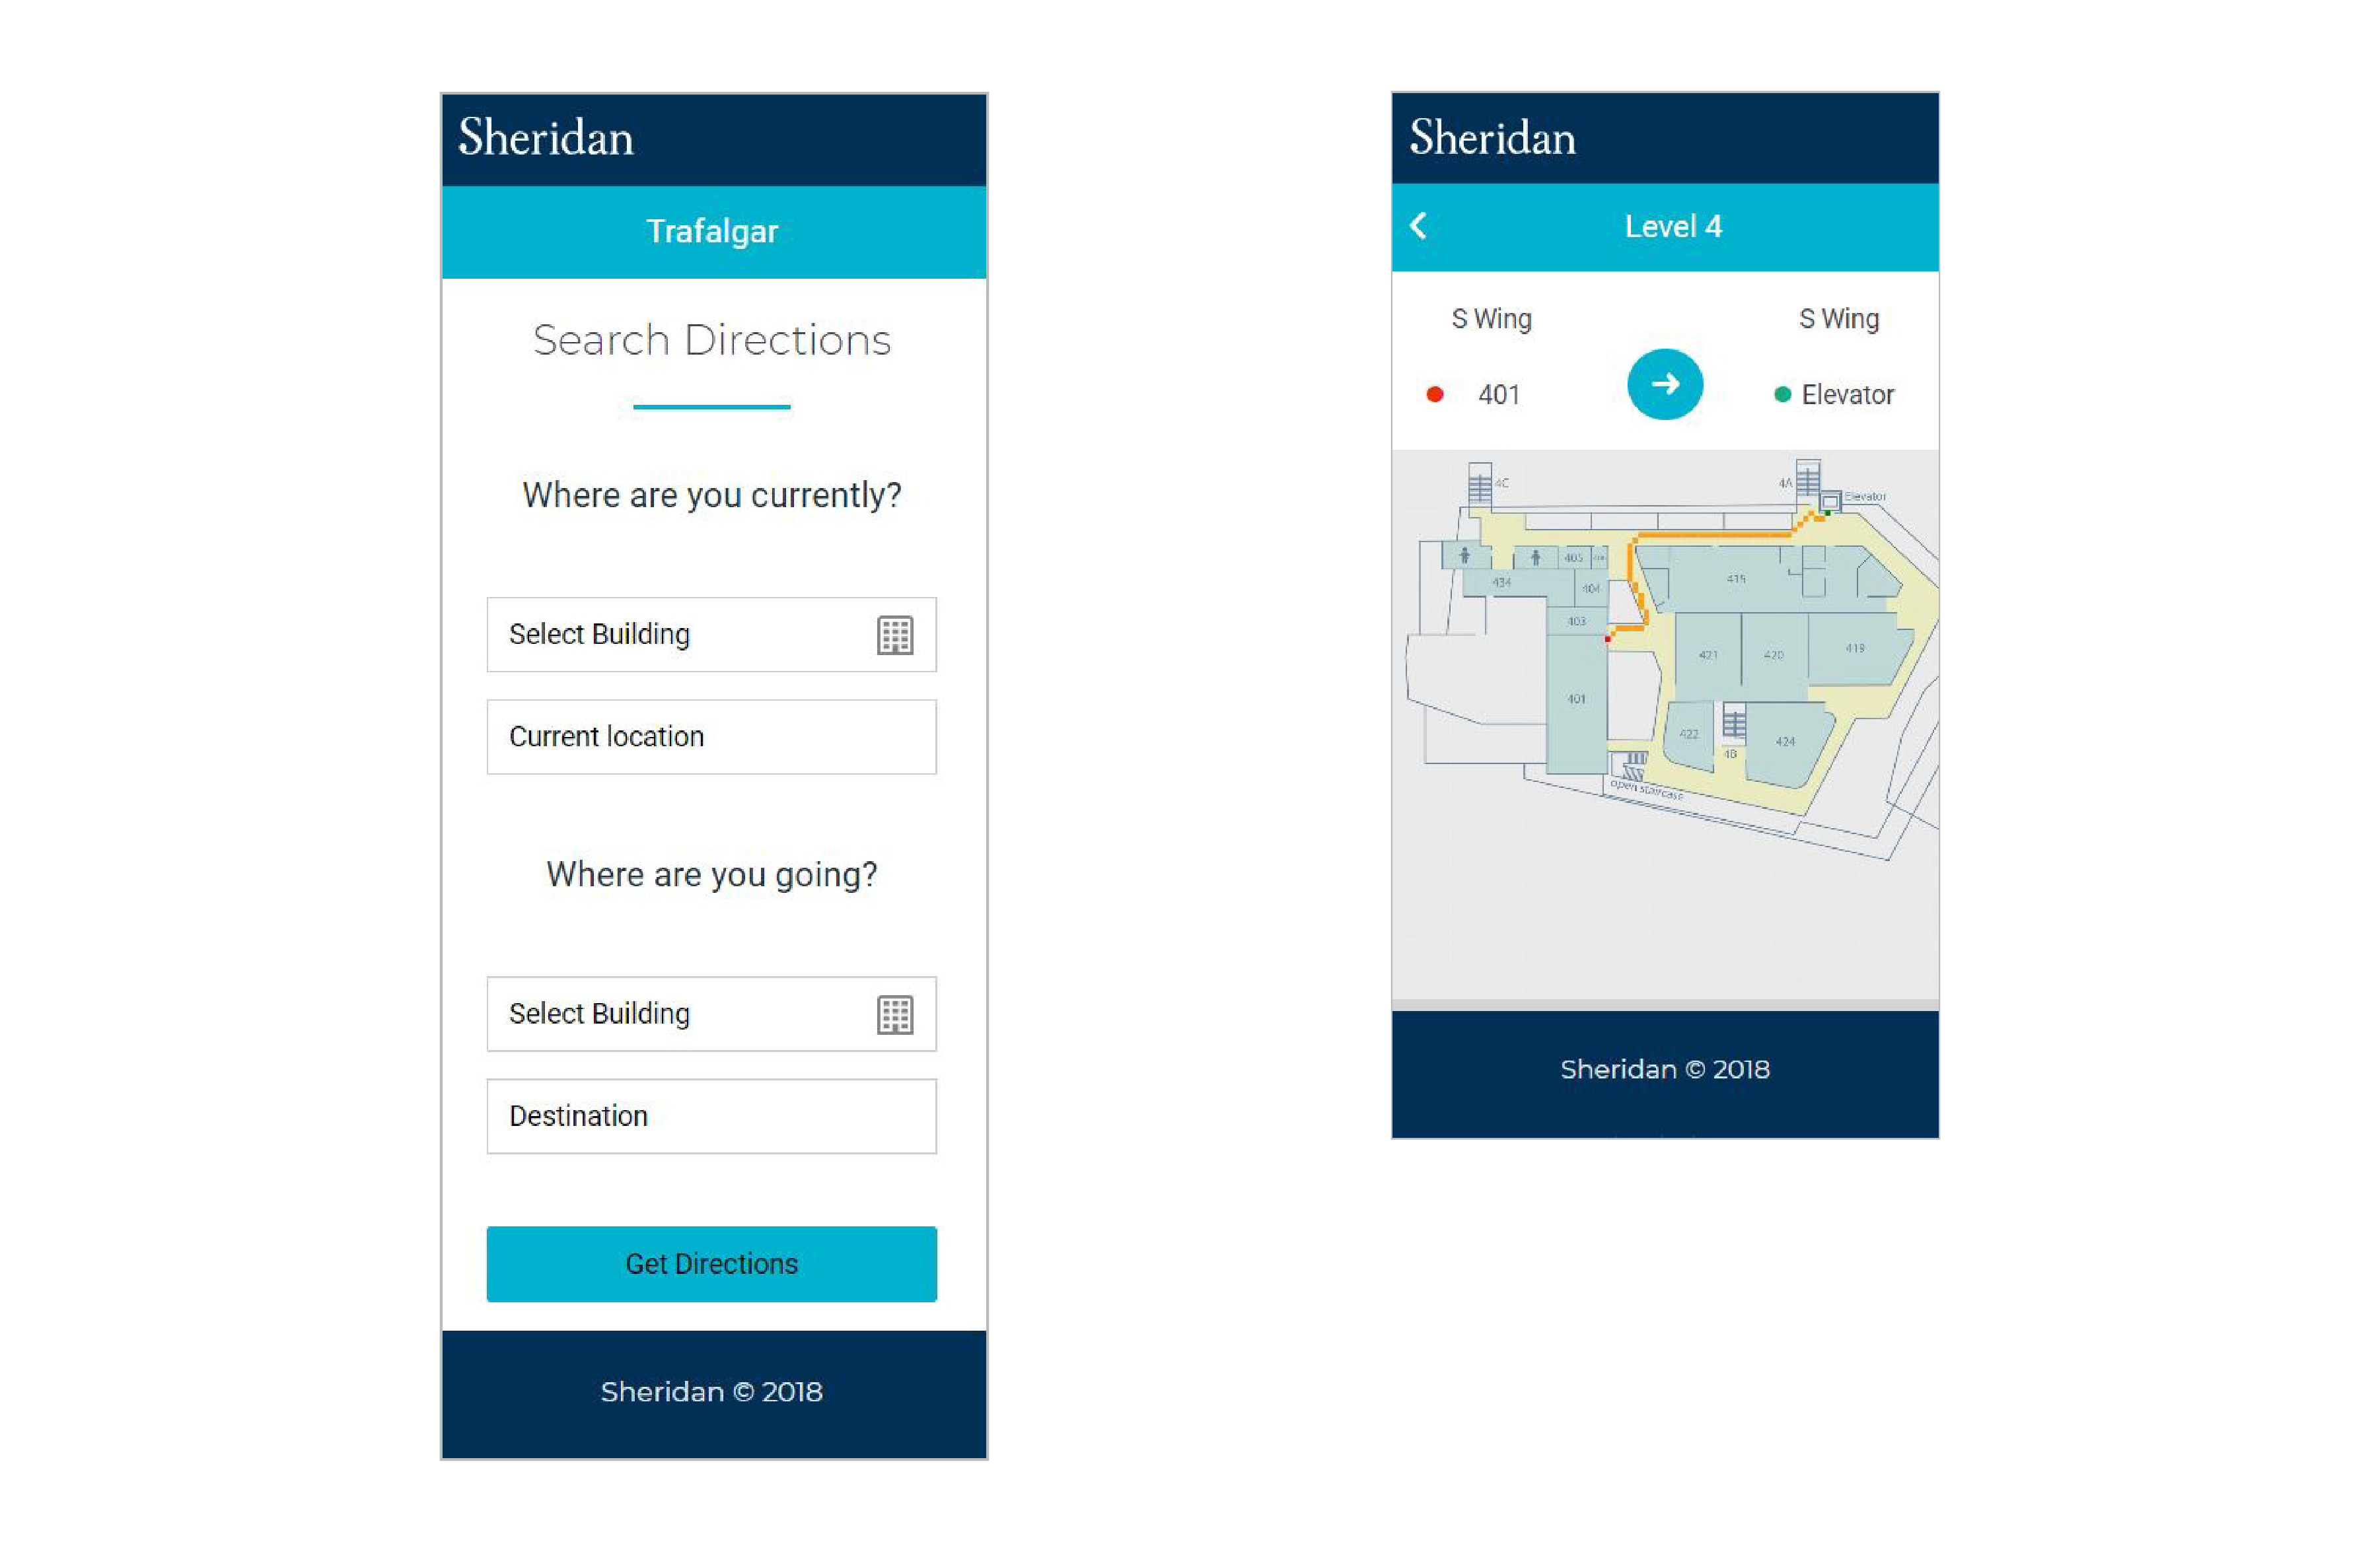 Sheridan
Trafalgar
Search Directions
Where are you currently?
Select Building
Current location
Where are you going?
Select Building
Destination
Get Directions
Sheridan © 2018
Sheridan
Level 4
S Wing
S Wing
401
Elevator
4C
4A
Elevator
405
434
404
415
403
421
420
419
401
422
424
4B
open staircase
Sheridan © 2018